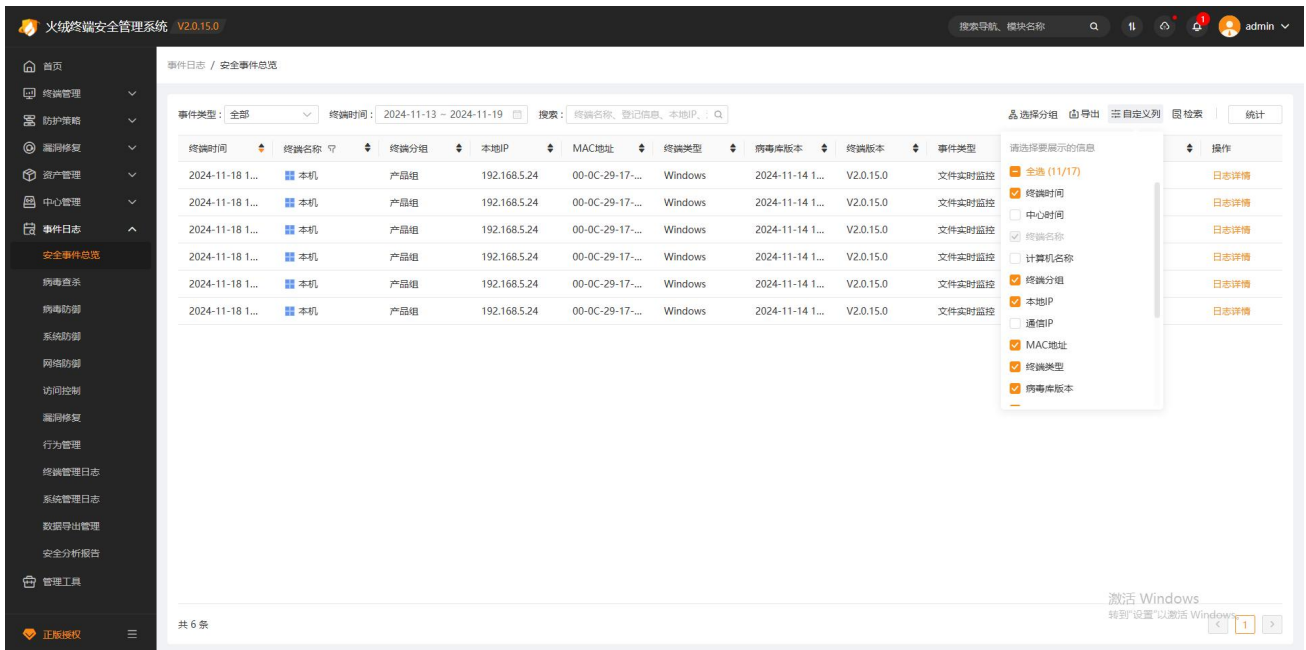 火绒终端安全管理系统 V2.0.15.0 搜索导航、模块名称 1 admin
首页
终端管理
防护策略
漏洞修复
资产管理
中心管理
事件日志
安全事件总览
病毒查杀
病毒防御
系统防御
网络防御
访问控制
漏洞修复
行为管理
终端管理日志
系统管理日志
数据导出管理
安全分析报告
管理工具
正版授权
事件日志 / 安全事件总览
事件类型: 全部 终端时间: 2024-11-13 ~ 2024-11-19 搜索: 终端名称、登记信息、本地IP、 选择分组 导出 自定义列 检索 统计
终端时间 终端名称 终端分组 本地IP MAC地址 终端类型 病毒库版本 终端版本 事件类型 操作
2024-11-18 1... 本机 产品组 192.168.5.24 00-0C-29-17-... Windows 2024-11-14 1... V2.0.15.0 文件实时监控 日志详情
2024-11-18 1... 本机 产品组 192.168.5.24 00-0C-29-17-... Windows 2024-11-14 1... V2.0.15.0 文件实时监控 日志详情
2024-11-18 1... 本机 产品组 192.168.5.24 00-0C-29-17-... Windows 2024-11-14 1... V2.0.15.0 文件实时监控 日志详情
2024-11-18 1... 本机 产品组 192.168.5.24 00-0C-29-17-... Windows 2024-11-14 1... V2.0.15.0 文件实时监控 日志详情
2024-11-18 1... 本机 产品组 192.168.5.24 00-0C-29-17-... Windows 2024-11-14 1... V2.0.15.0 文件实时监控 日志详情
2024-11-18 1... 本机 产品组 192.168.5.24 00-0C-29-17-... Windows 2024-11-14 1... V2.0.15.0 文件实时监控 日志详情
请选择要展示的信息
全选 (11/17)
终端时间
中心时间
终端名称
计算机名称
终端分组
本地IP
通信IP
MAC地址
终端类型
病毒库版本
共 6 条
激活 Windows
转到"设置"以激活 Windows。
1